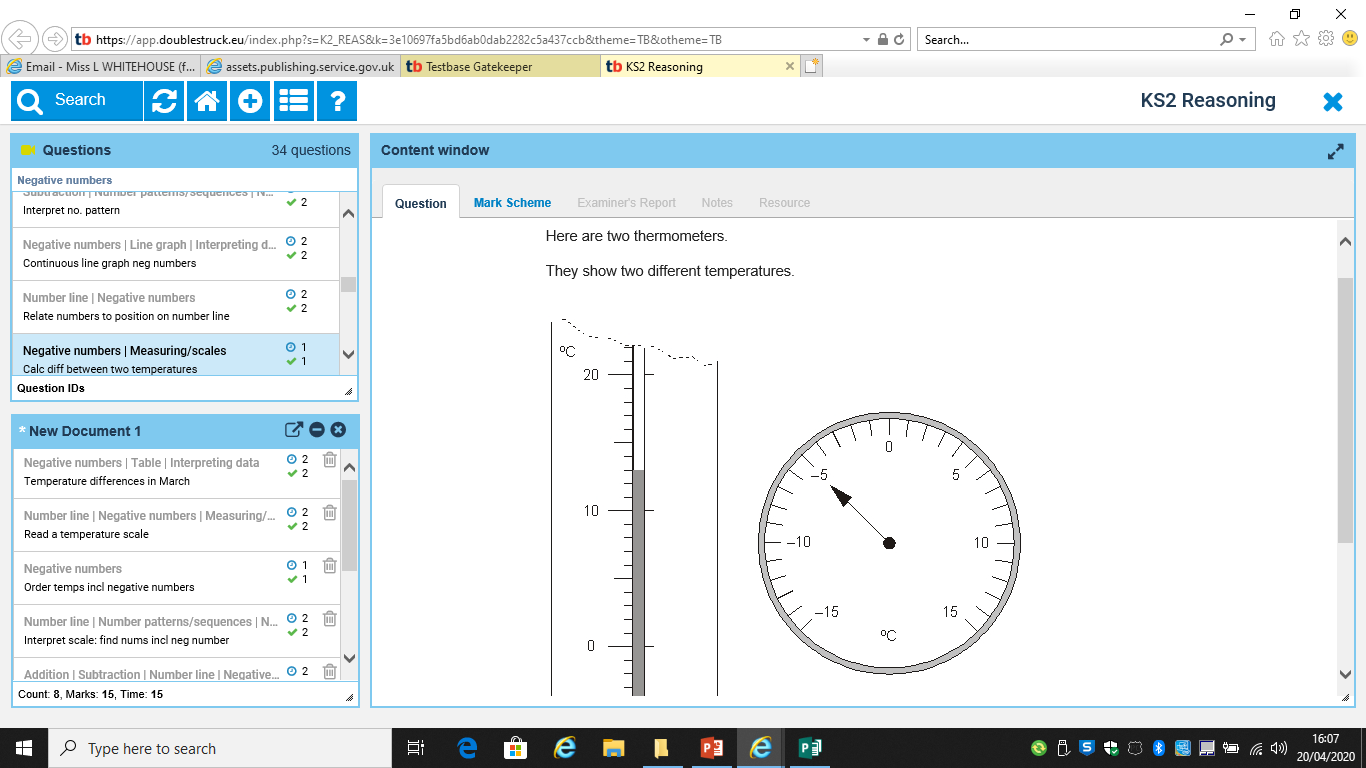 https://app.doublestruck.eu/index.php?s=K2_REAS&k=3e10697fa5bd6ab0dab2282c5a437ccb&theme=TB&otheme=TB
Search...
Email - Miss L WHITEHOUSE (f...
assets.publishing.service.gov.uk
tb Testbase Gatekeeper
tb KS2 Reasoning
Search
?
KS2 Reasoning
Questions
34 questions
Negative numbers
Subtraction | Number patterns/sequences | N...
Interpret no. pattern
2
Negative numbers | Line graph | Interpreting d...
2
Continuous line graph neg numbers
2
Number line | Negative numbers
2
Relate numbers to position on number line
2
Negative numbers | Measuring/scales
1
Calc diff between two temperatures
1
Question IDs
* New Document 1
Negative numbers | Table | Interpreting data
2
Temperature differences in March
2
Number line | Negative numbers | Measuring/...
2
Read a temperature scale
2
Negative numbers
1
Order temps incl negative numbers
1
Number line | Number patterns/sequences | N...
2
Interpret scale: find nums incl neg number
2
Addition | Subtraction | Number line | Negative...
2
Count: 8, Marks: 15, Time: 15
Content window
Question
Mark Scheme
Examiner's Report
Notes
Resource
Here are two thermometers.
They show two different temperatures.
ºC
20
10
0
0
–5
5
–10
10
–15
15
ºC
Type here to search
16:07
20/04/2020